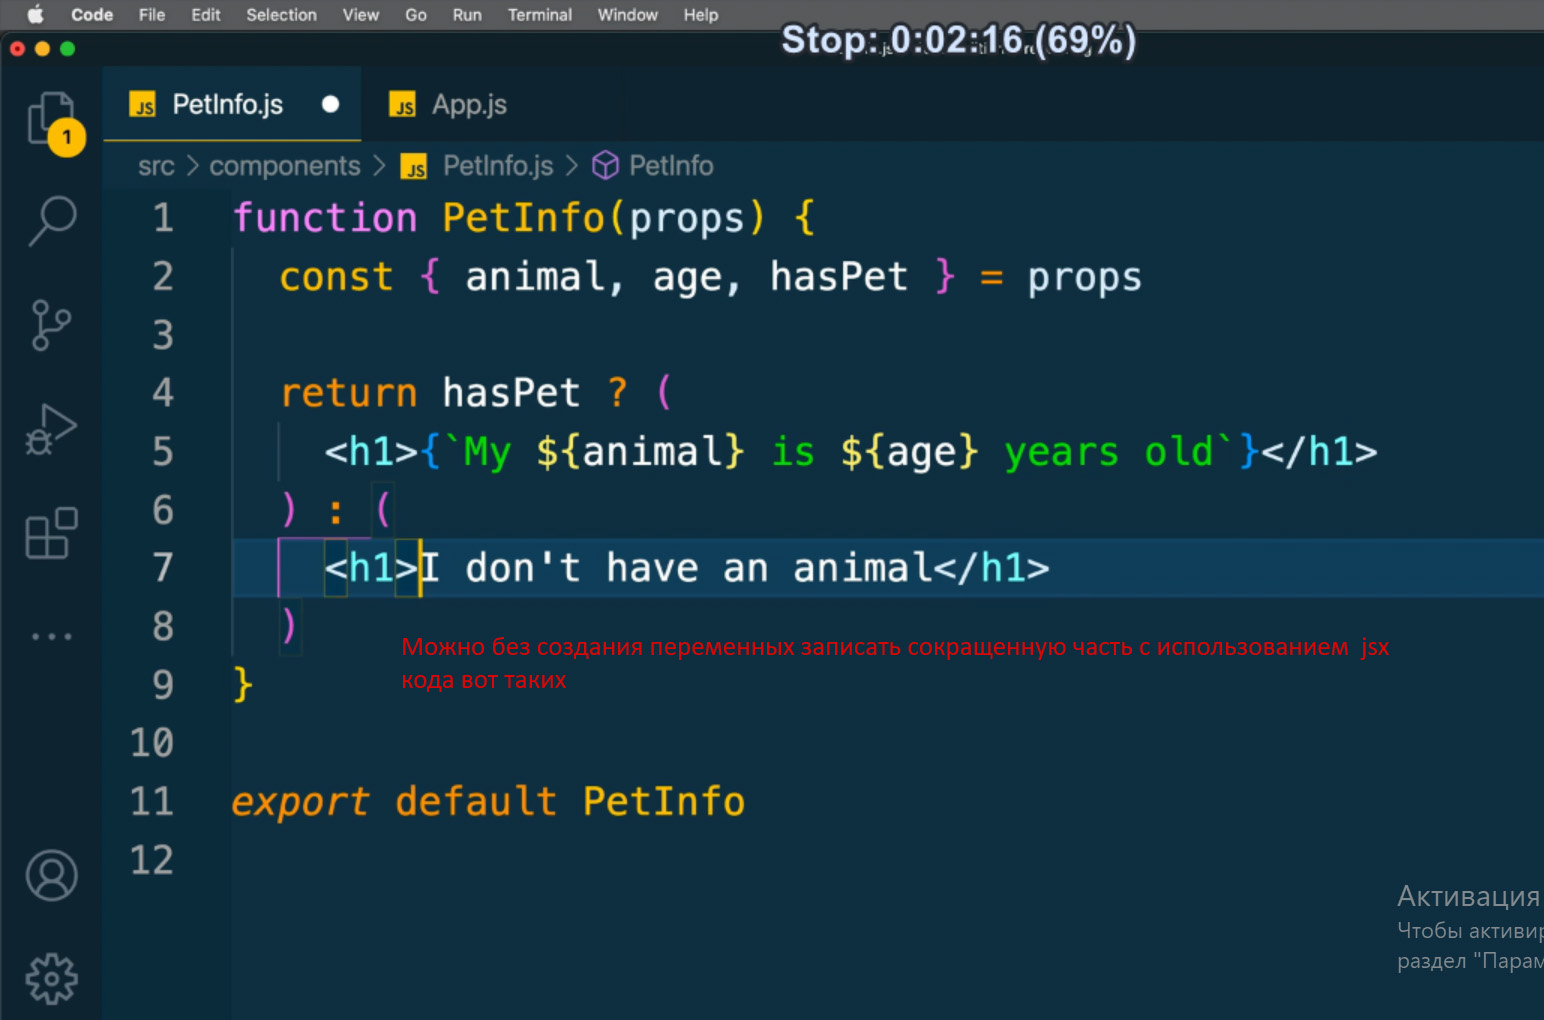 Code File Edit Selection View Go Run Terminal Window Help
Stop: 0:02:16 (69%)
JS PetInfo.js JS App.js
1
src > components > JS PetInfo.js > PetInfo
1 function PetInfo(props) {
2 const { animal, age, hasPet } = props
3
4 return hasPet ? (
5 <h1>{`My ${animal} is ${age} years old`}</h1>
6 ) : (
7 <h1>I don't have an animal</h1>
8 )
Можно без создания переменных записать сокращенную часть с использованием jsx
кода вот таких
9 }
10
11 export default PetInfo
12
Активация
Чтобы активир
раздел "Парам